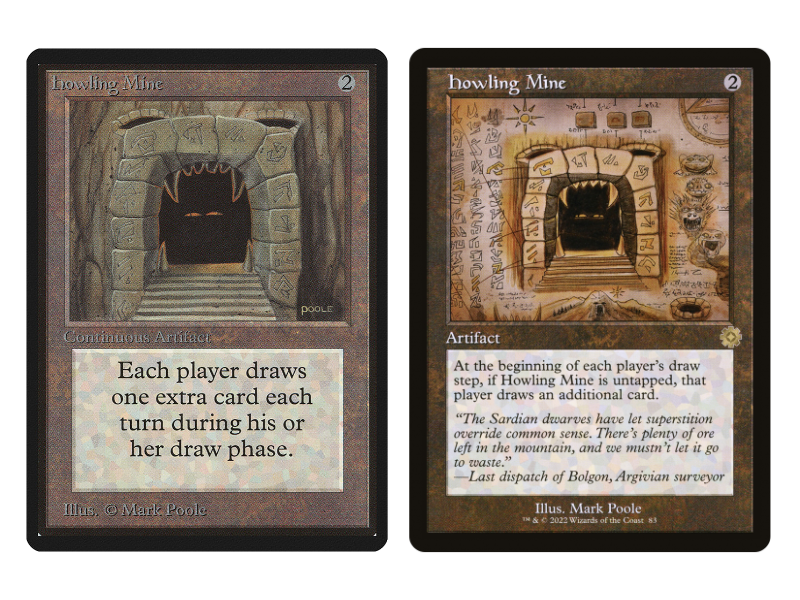 Howling Mine 2
POOLE
Continuous Artifact
Each player draws
one extra card each
turn during his or
her draw phase.
Illus. © Mark Poole
Howling Mine 2
Artifact
At the beginning of each player's draw
step, if Howling Mine is untapped, that
player draws an additional card.
"The Sardian dwarves have let superstition
override common sense. There's plenty of ore
left in the mountain, and we mustn't let it go
to waste."
—Last dispatch of Bolgon, Argivian surveyor
Illus. Mark Poole
™ & © 2022 Wizards of the Coast 83